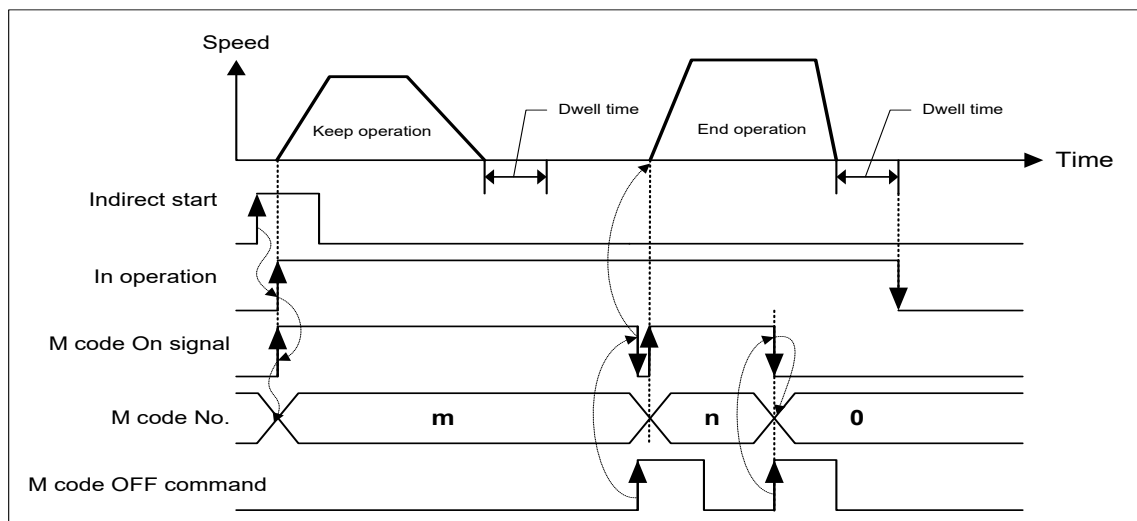 Speed
Dwell time
Dwell time
Keep operation
End operation
Time
Indirect start
In operation
M code On signal
M code No.
m
n
0
M code OFF command